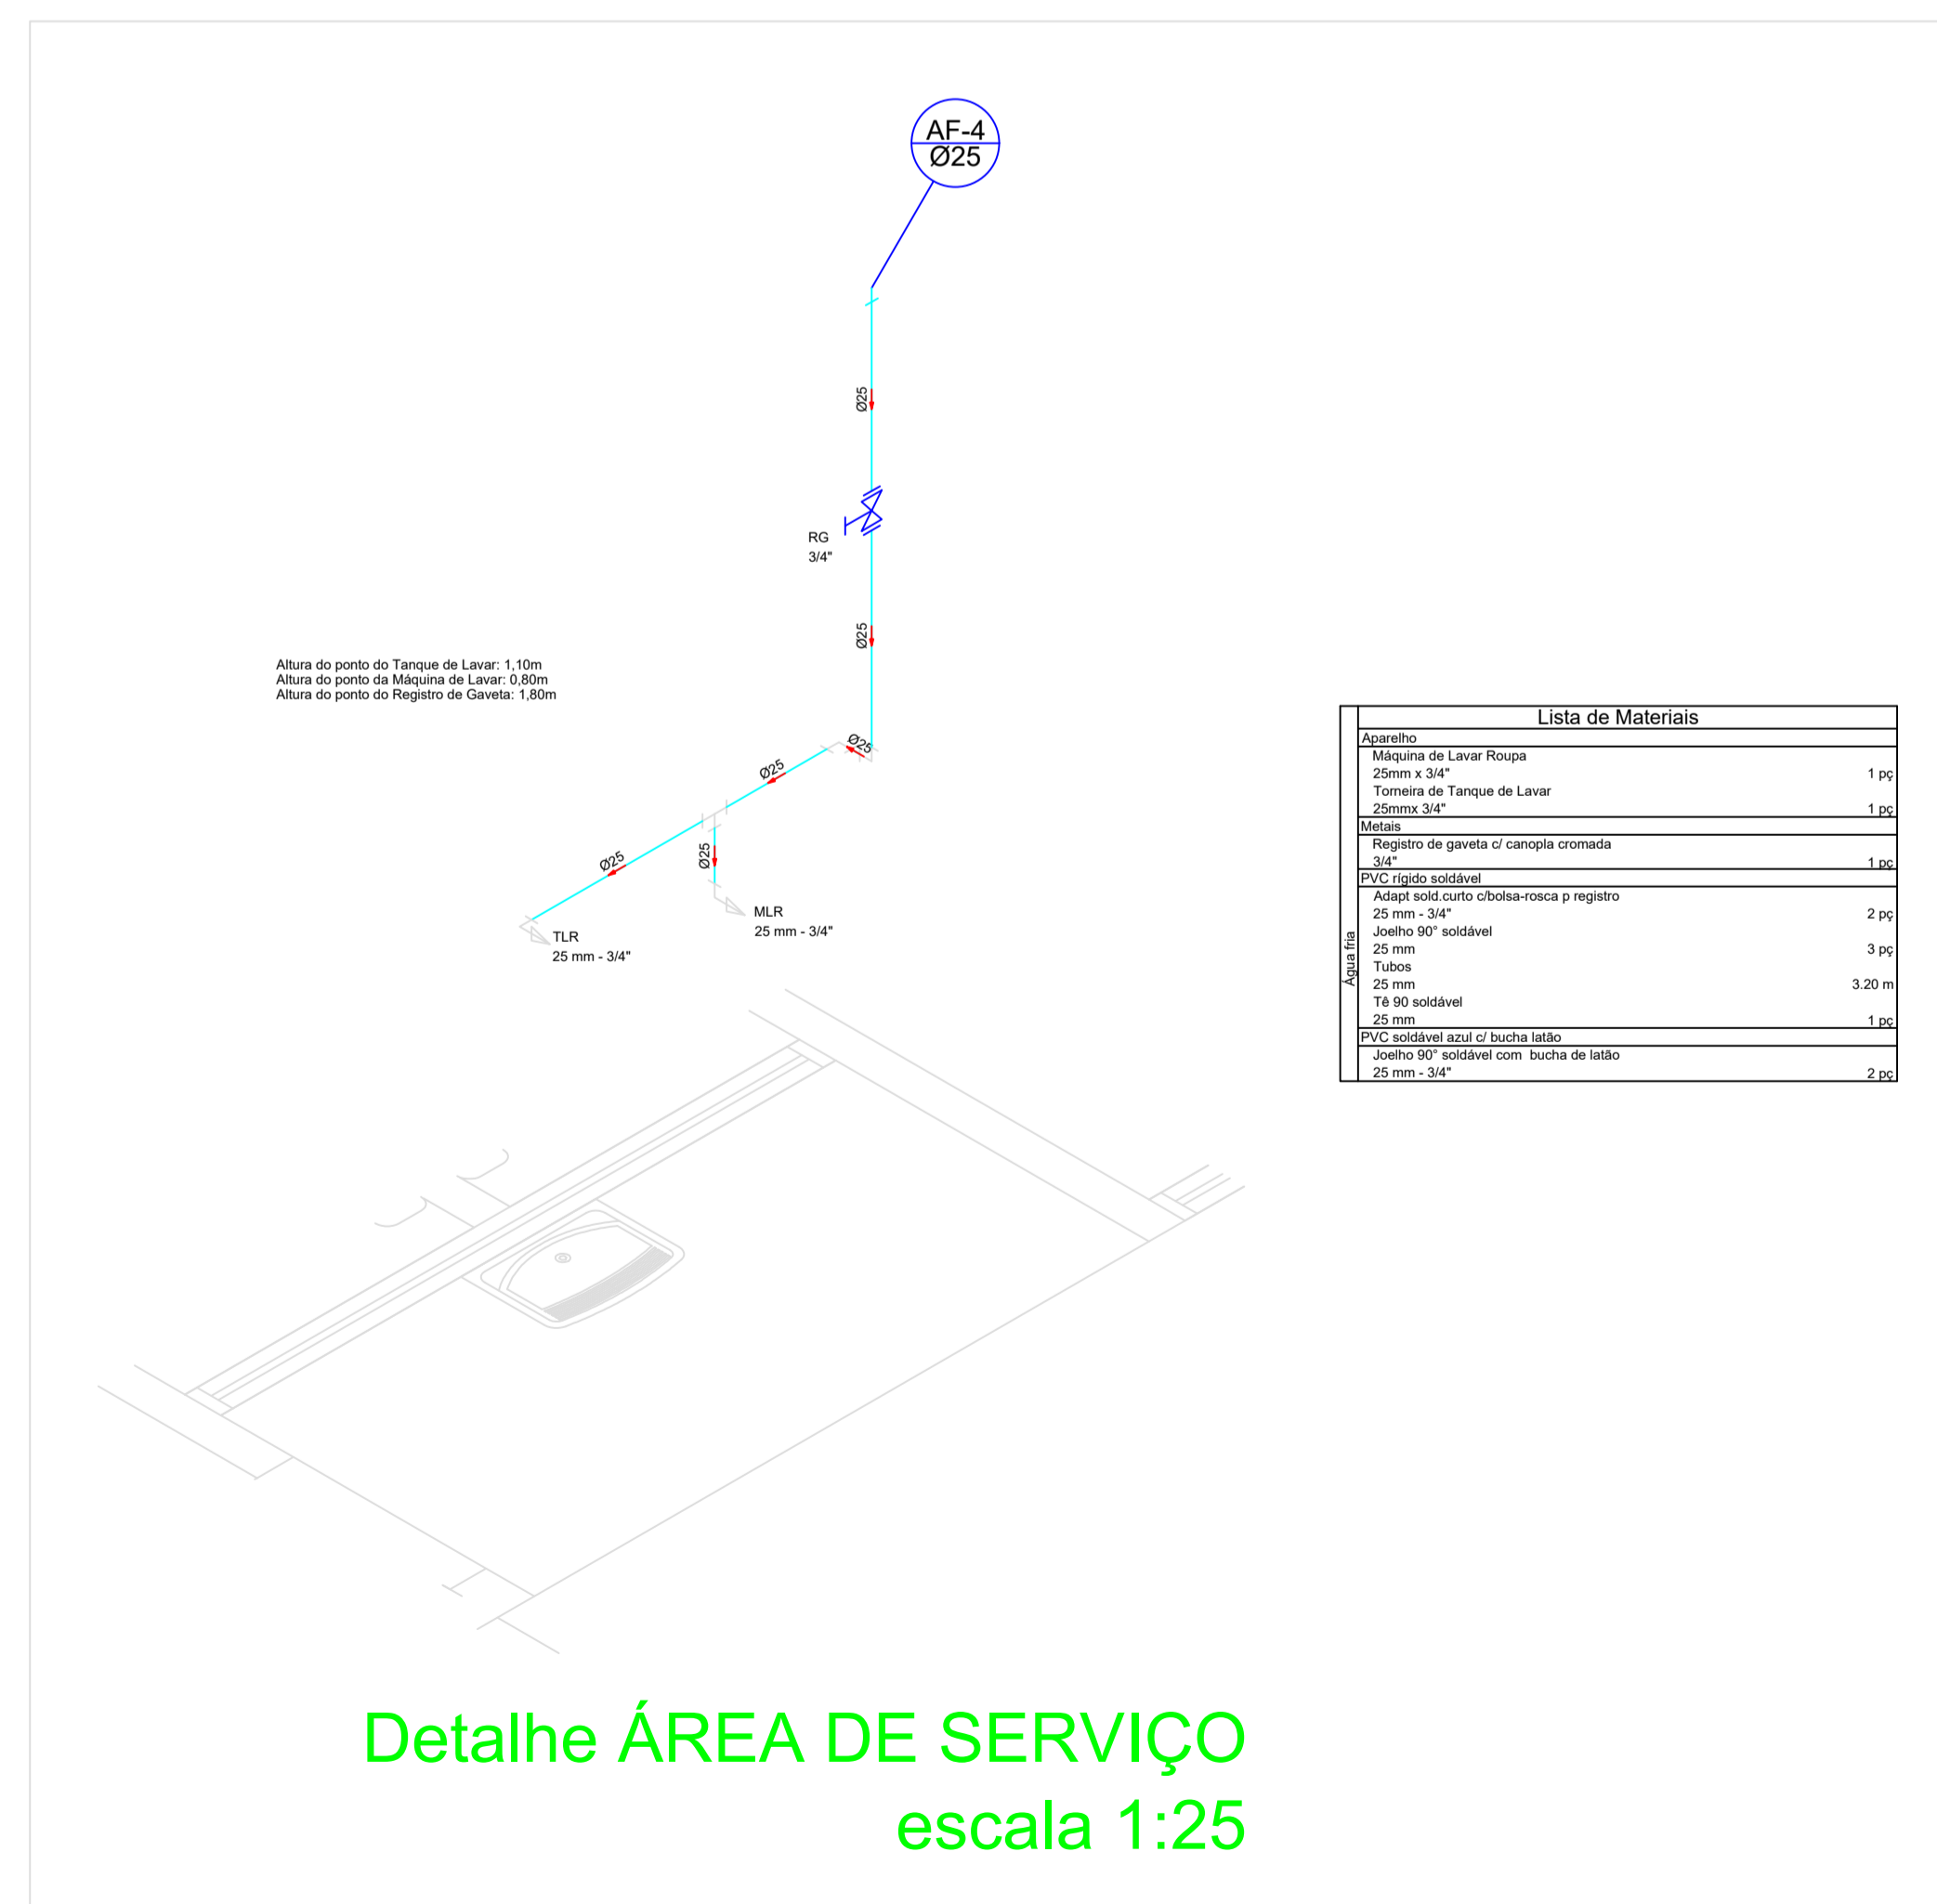 AF-4
Ø25
Ø25
RG
3/4"
Ø25
Altura do ponto do Tanque de Lavar: 1,10m
Altura do ponto da Máquina de Lavar: 0,80m
Altura do ponto do Registro de Gaveta: 1,80m
Ø25
Ø25
Ø25
Ø25
MLR
25 mm - 3/4"
TLR
25 mm - 3/4"
Lista de Materiais
Água fria
Aparelho
Máquina de Lavar Roupa
25mm x 3/4" 1 pç
Torneira de Tanque de Lavar
25mmx 3/4" 1 pç
Metais
Registro de gaveta c/ canopla cromada
3/4" 1 pç
PVC rígido soldável
Adapt sold.curto c/bolsa-rosca p registro
25 mm - 3/4" 2 pç
Joelho 90° soldável
25 mm 3 pç
Tubos
25 mm 3.20 m
Tê 90 soldável
25 mm 1 pç
PVC soldável azul c/ bucha latão
Joelho 90° soldável com bucha de latão
25 mm - 3/4" 2 pç
Detalhe ÁREA DE SERVIÇO
escala 1:25